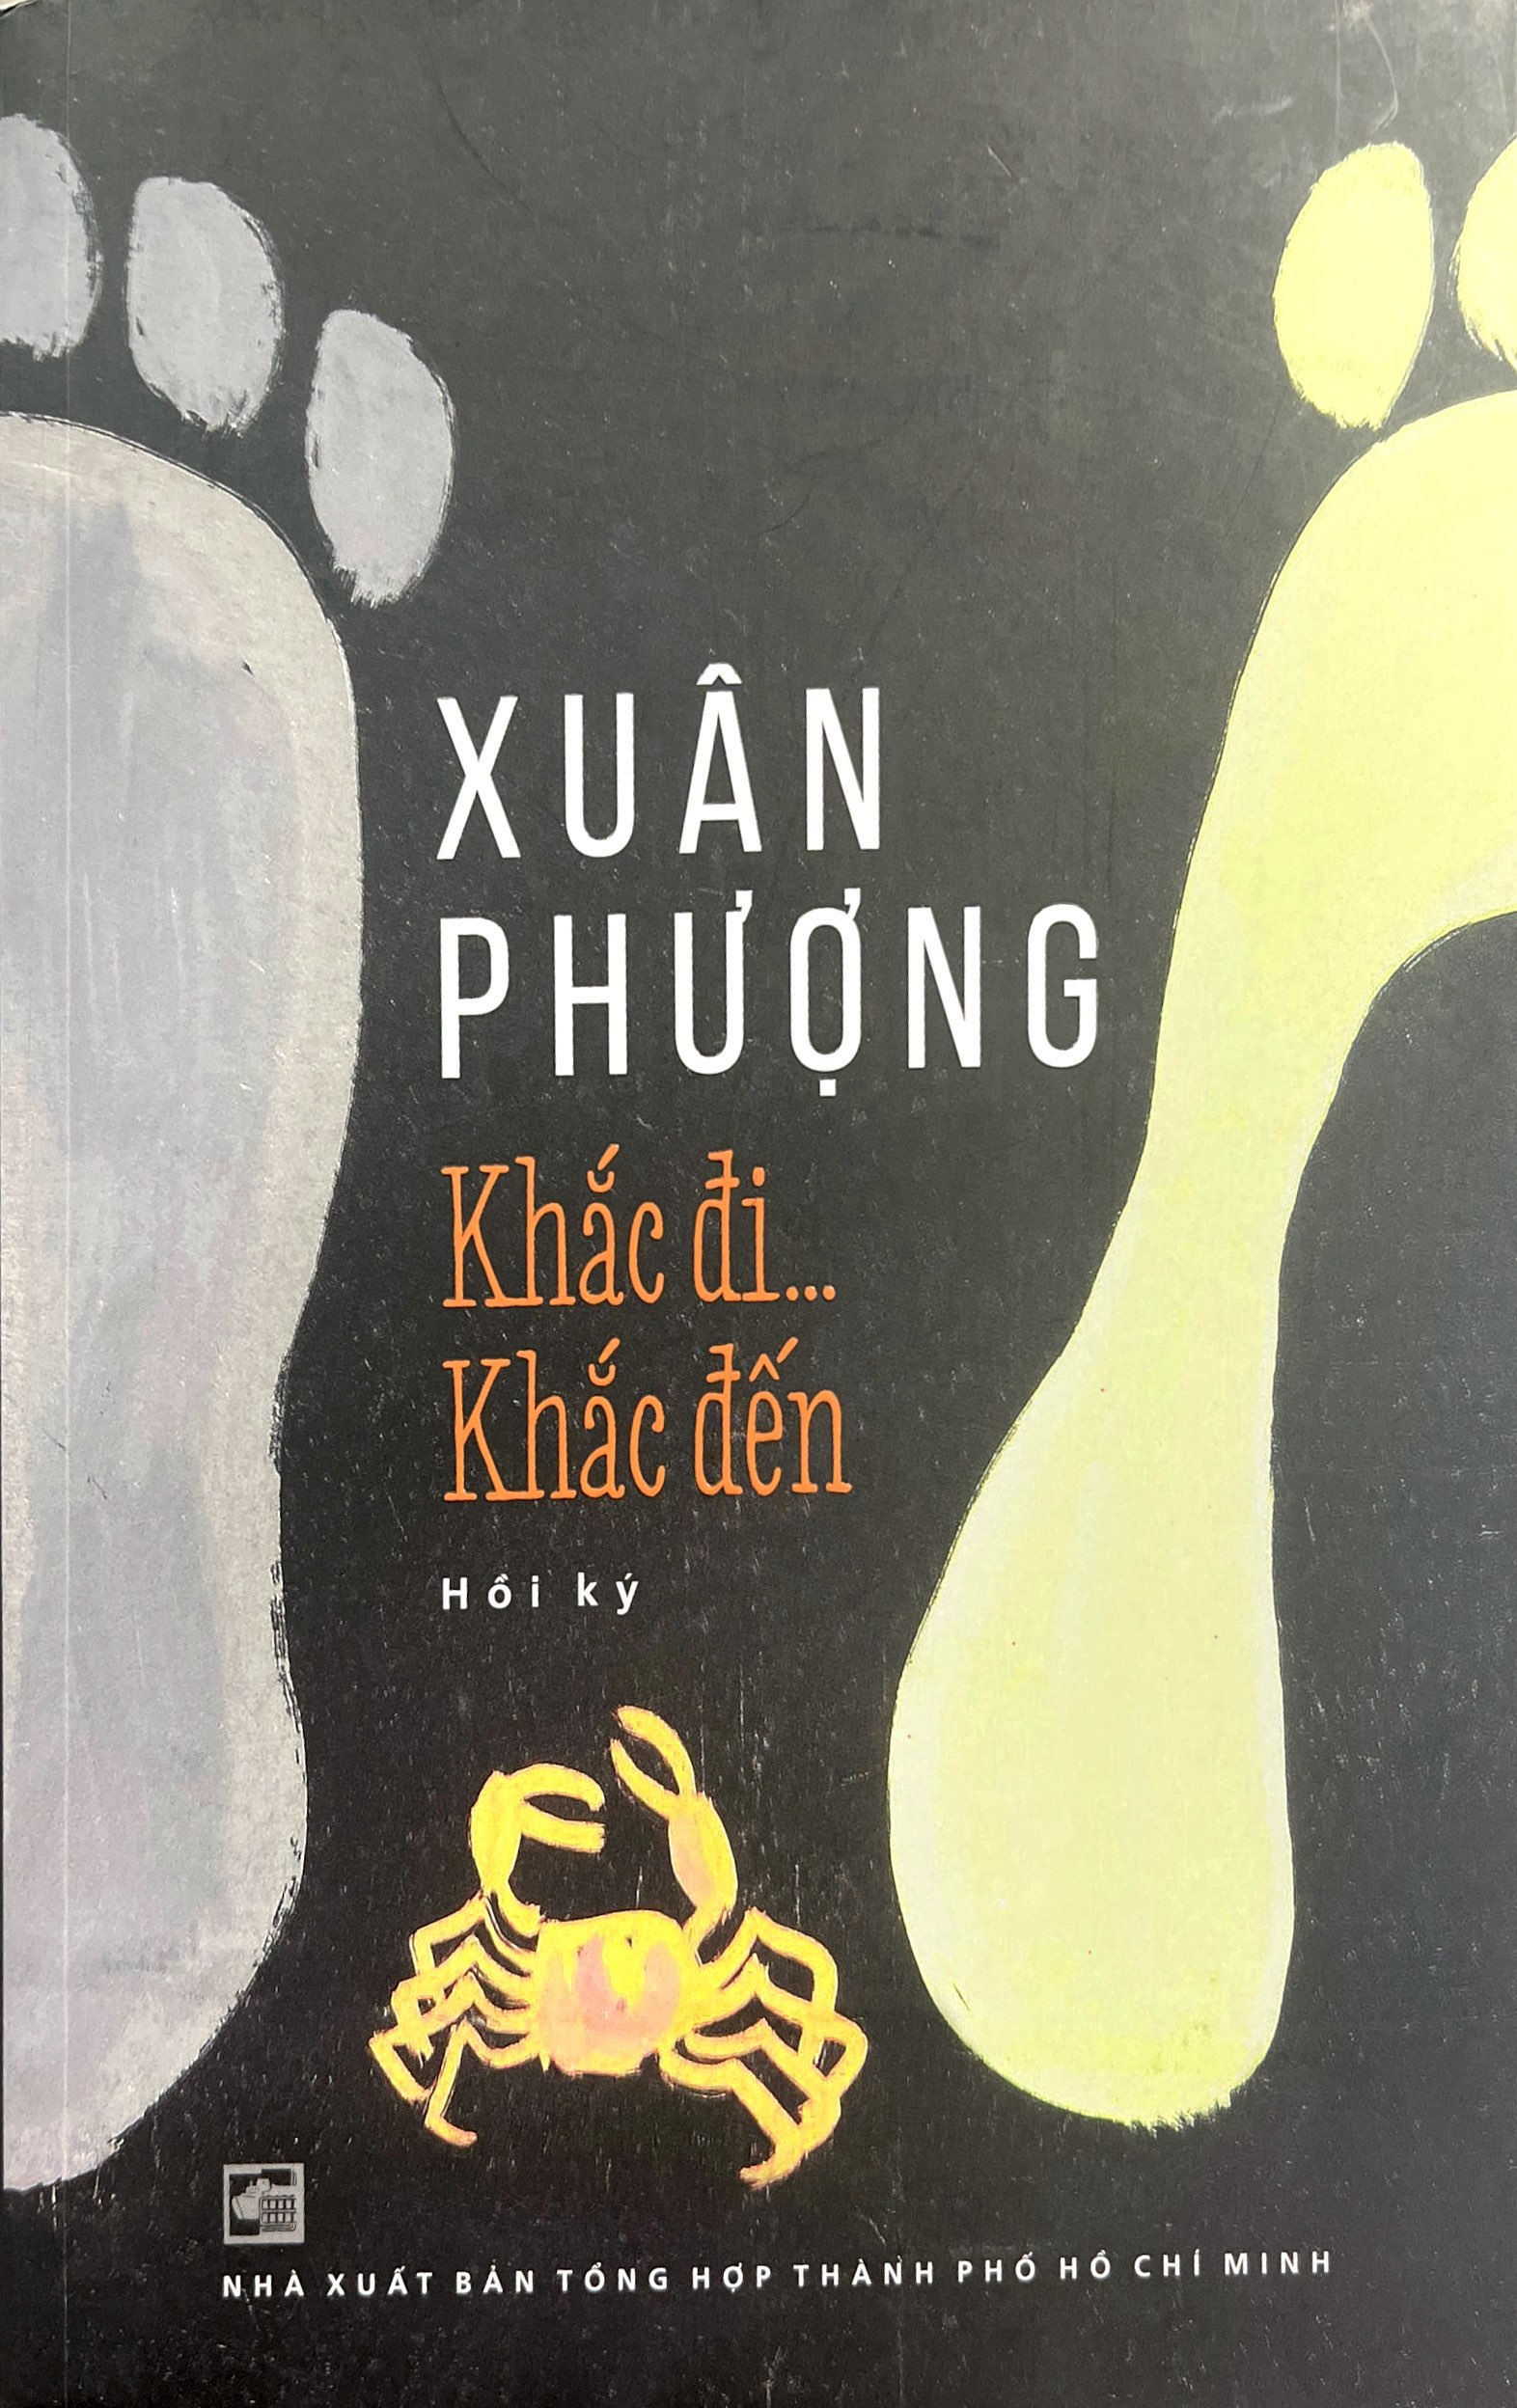 XUÂN
PHƯỢNG
Khắc đi...
Khắc đến
Hồi ký
NHÀ XUẤT BẢN TỔNG HỢP THÀNH PHỐ HỒ CHÍ MINH